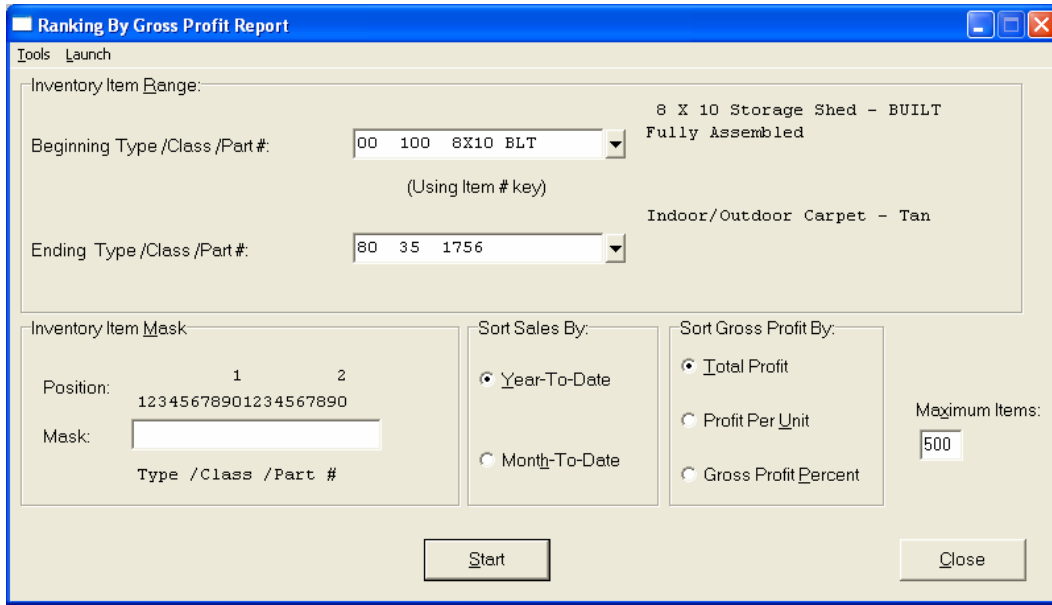 Ranking By Gross Profit Report
Tools Launch
Inventory Item Range:
8 X 10 Storage Shed - BUILT
Fully Assembled
Beginning Type /Class /Part #:
00 100 8X10 BLT
(Using Item # key)
Indoor/Outdoor Carpet - Tan
Ending Type /Class /Part #:
80 35 1756
Inventory Item Mask
Position:
1 2
12345678901234567890
Mask:
Type /Class /Part #
Sort Sales By:
Year-To-Date
Month-To-Date
Sort Gross Profit By:
Total Profit
Profit Per Unit
Gross Profit Percent
Maximum Items:
500
Start
Close